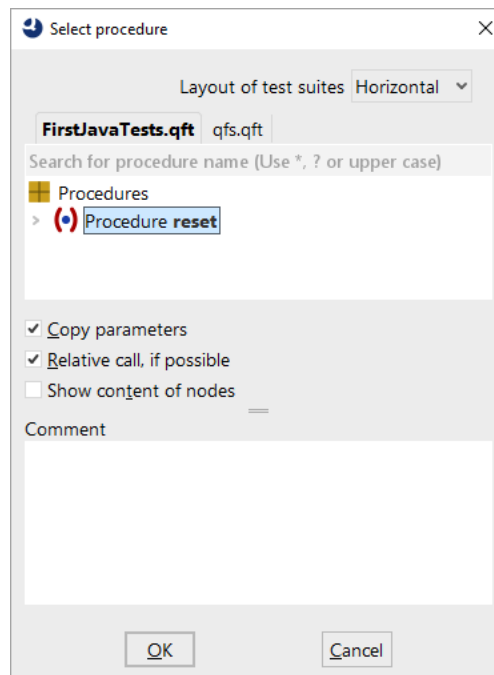 Select procedure
Layout of test suites Horizontal
FirstJavaTests.qft qfs.qft
Search for procedure name (Use *, ? or upper case)
Procedures
Procedure reset
Copy parameters
Relative call, if possible
Show content of nodes
Comment
OK Cancel